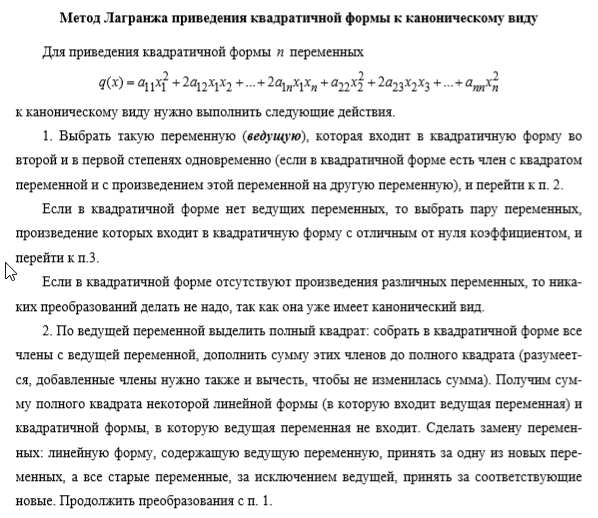 Метод Лагранжа приведения квадратичной формы к каноническому виду
Для приведения квадратичной формы n переменных
q(x) = a₁₁x₁² + 2a₁₂x₁x₂ + ... + 2a₁ₙx₁xₙ + a₂₂x₂² + 2a₂₃x₂x₃ + ... + aₙₙxₙ²
к каноническому виду нужно выполнить следующие действия.
1. Выбрать такую переменную (ведущую), которая входит в квадратичную форму во
второй и в первой степенях одновременно (если в квадратичной форме есть член с квадратом
переменной и с произведением этой переменной на другую переменную), и перейти к п. 2.
Если в квадратичной форме нет ведущих переменных, то выбрать пару переменных,
произведение которых входит в квадратичную форму с отличным от нуля коэффициентом, и
перейти к п.3.
Если в квадратичной форме отсутствуют произведения различных переменных, то ника-
ких преобразований делать не надо, так как она уже имеет канонический вид.
2. По ведущей переменной выделить полный квадрат: собрать в квадратичной форме все
члены с ведущей переменной, дополнить сумму этих членов до полного квадрата (разумеет-
ся, добавленные члены нужно также и вычесть, чтобы не изменилась сумма). Получим сум-
му полного квадрата некоторой линейной формы (в которую входит ведущая переменная) и
квадратичной формы, в которую ведущая переменная не входит. Сделать замену перемен-
ных: линейную форму, содержащую ведущую переменную, принять за одну из новых пере-
менных, а все старые переменные, за исключением ведущей, принять за соответствующие
новые. Продолжить преобразования с п. 1.